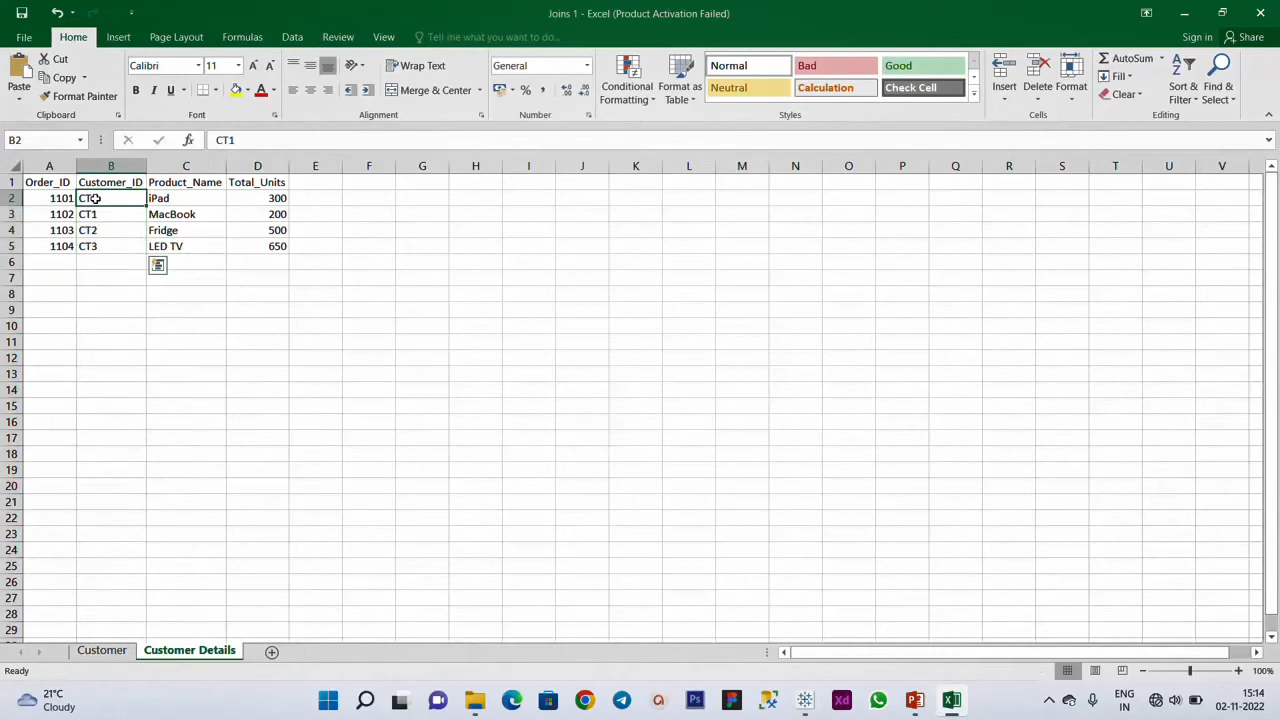 Joins 1 - Excel (Product Activation Failed)
File Home Insert Page Layout Formulas Data Review View Tell me what you want to do... Sign in Share
Paste Cut Copy Format Painter
Calibri 11
B I U
Wrap Text
Merge & Center
General
% ,
Conditional Formatting
Format as Table
Normal Bad Good
Neutral Calculation Check Cell
Insert Delete Format
AutoSum
Fill
Clear
Sort & Filter
Find & Select
Clipboard Font Alignment Number Styles Cells Editing
B2 fx CT1
A B C D E F G H I J K L M N O P Q R S T U V
1 Order_ID Customer_ID Product_Name Total_Units
2 1101 iPad 300
3 1102 CT1 MacBook 200
4 1103 CT2 Fridge 500
5 1104 CT3 LED TV 650
6
7
8
9
10
11
12
13
14
15
16
17
18
19
20
21
22
23
24
25
26
27
28
29
Customer Customer Details
Ready 100%
21°C
Cloudy
ENG
IN
15:14
02-11-2022